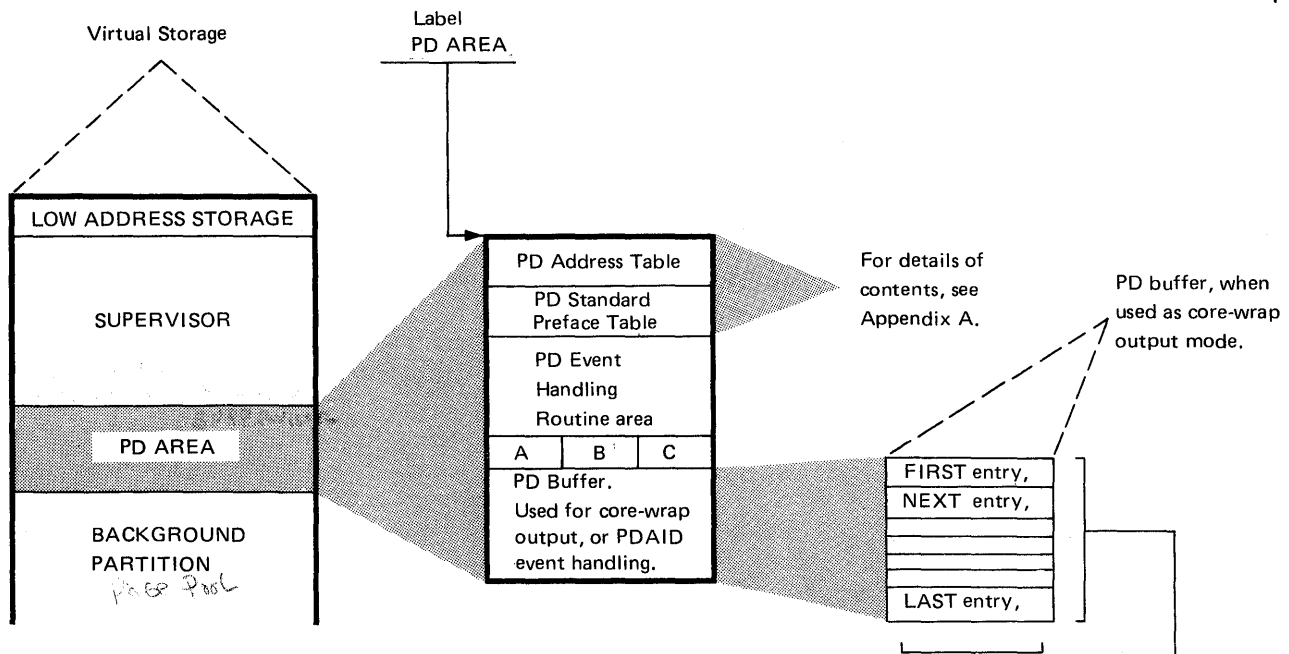 Virtual Storage
Label
PD AREA
LOW ADDRESS STORAGE
SUPERVISOR
PD AREA
BACKGROUND
PARTITION
PD Address Table
PD Standard
Preface Table
PD Event
Handling
Routine area
A B C
PD Buffer.
Used for core-wrap
output, or PDAID
event handling.
For details of
contents, see
Appendix A.
PD buffer, when
used as core-wrap
output mode.
FIRST entry,
NEXT entry,
LAST entry,